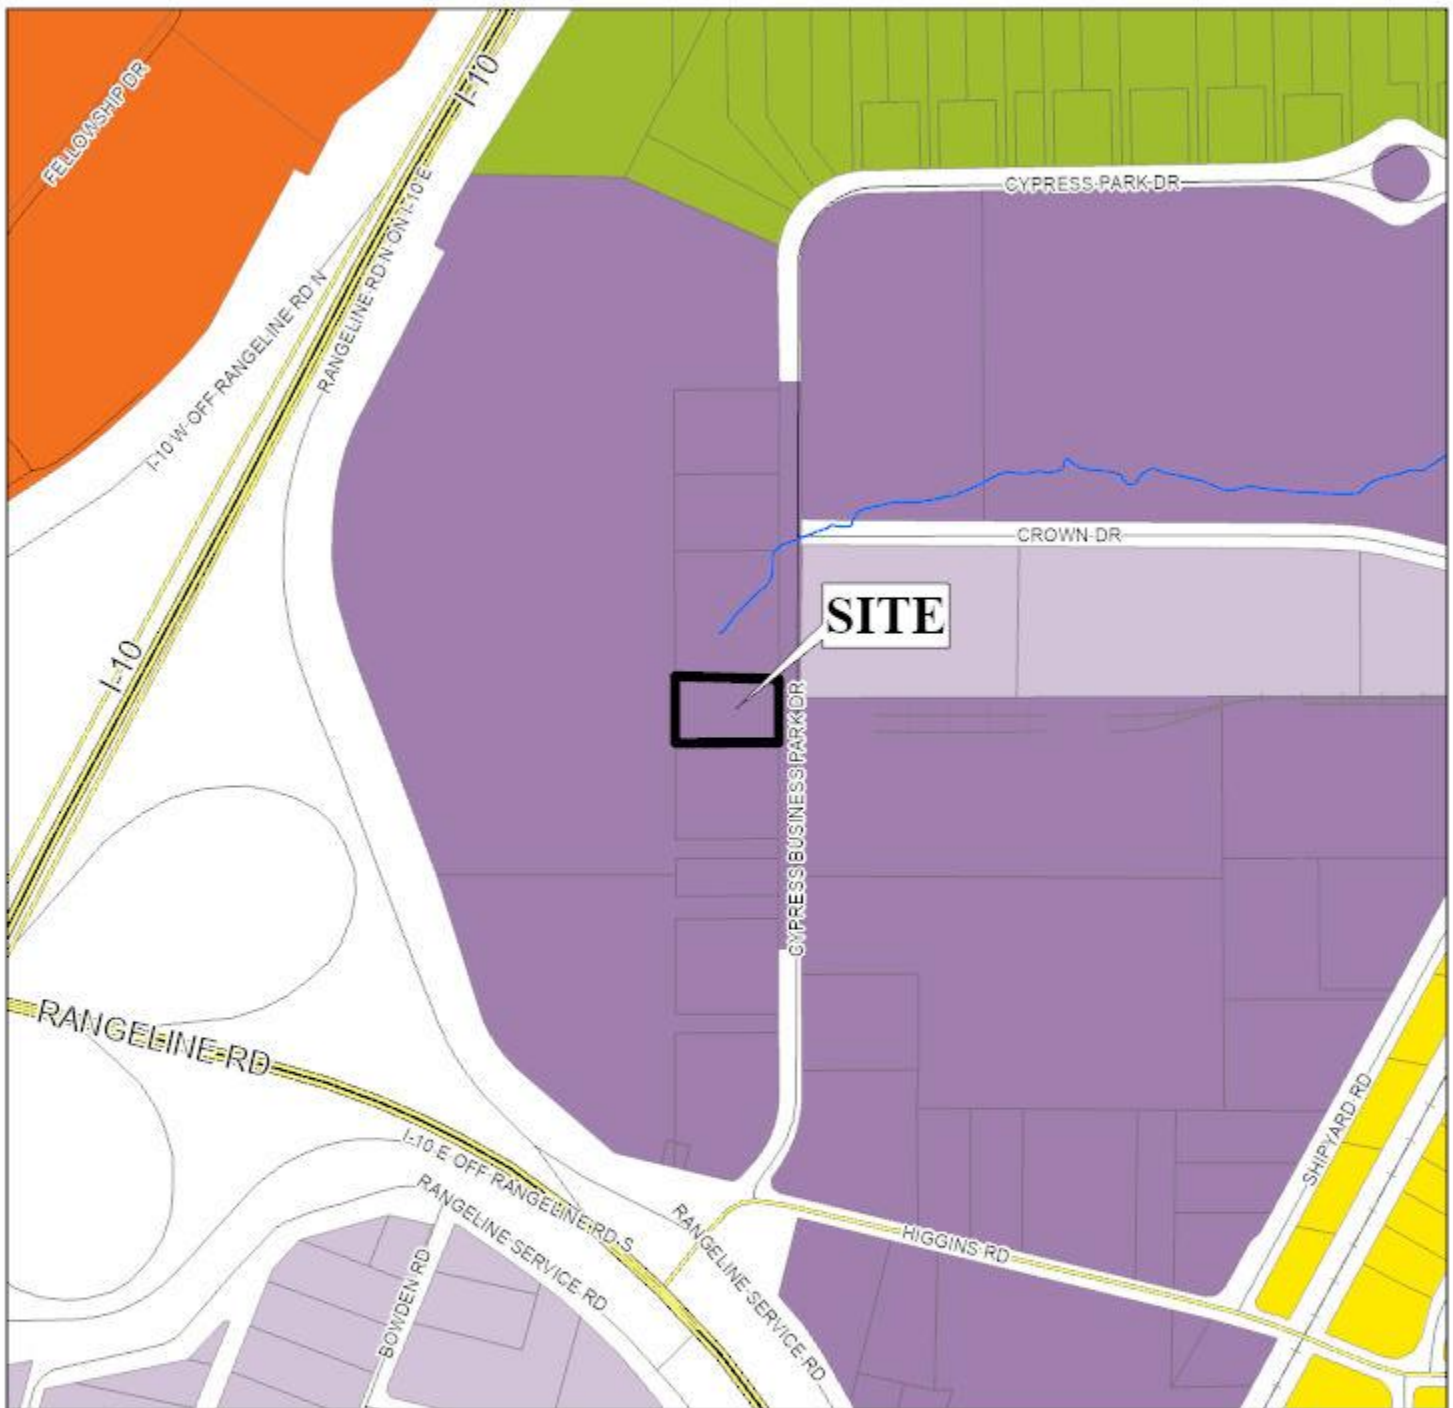 FELLOWSHIP DR
I-10
CYPRESS PARK DR
RANGELINE RD N ON I-10 E
I-10 W OFF RANGELINE RD N
CROWN DR
SITE
I-10
CYPRESS BUSINESS PARK DR
RANGELINE RD
SHIPYARD RD
I-10 E OFF RANGELINE RD S
RANGELINE SERVICE RD
RANGELINE SERVICE RD
HIGGINS RD
BOWDEN RD